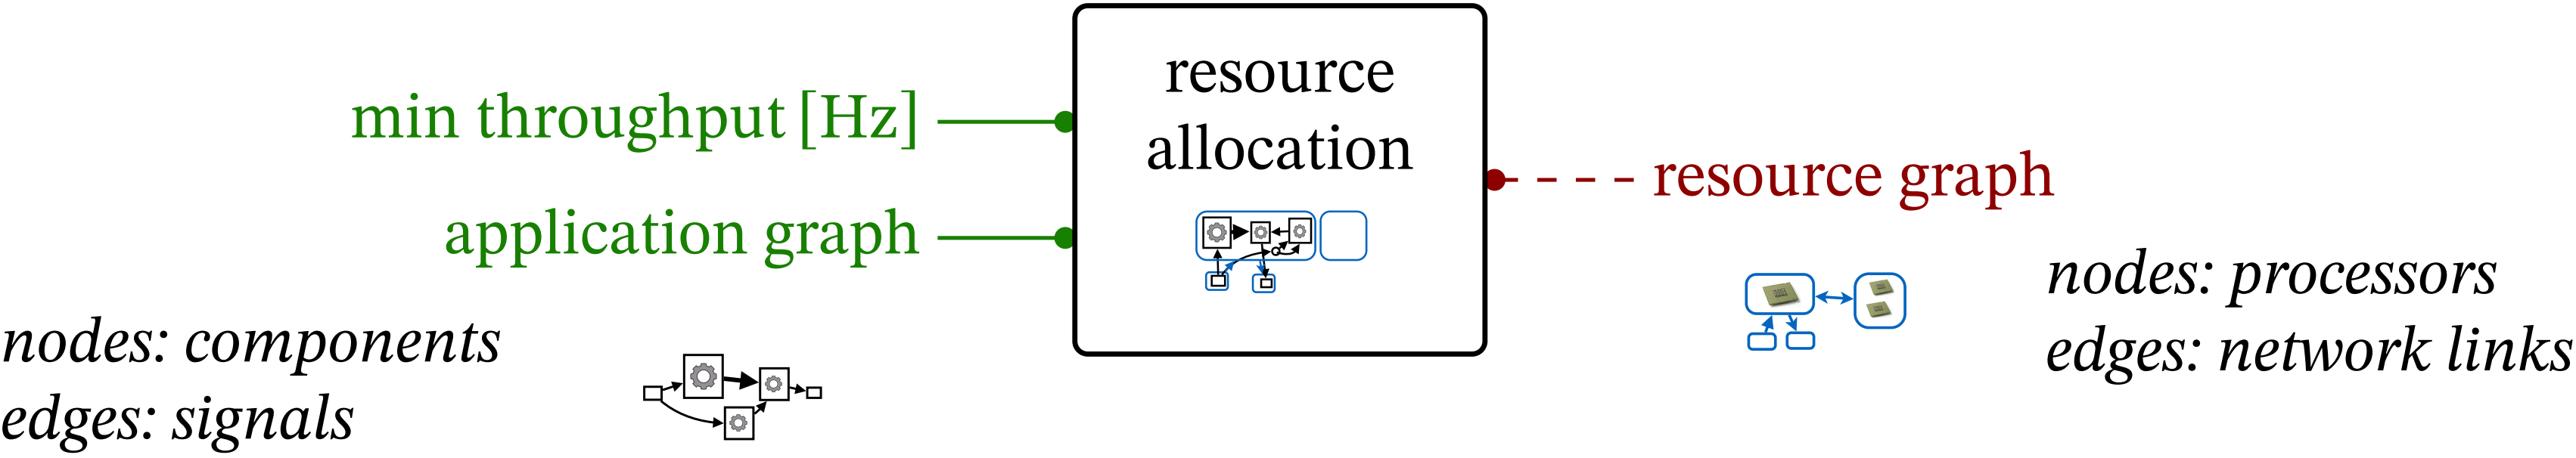 min throughput [Hz]
application graph
nodes: components
edges: signals
resource
allocation
resource graph
nodes: processors
edges: network links